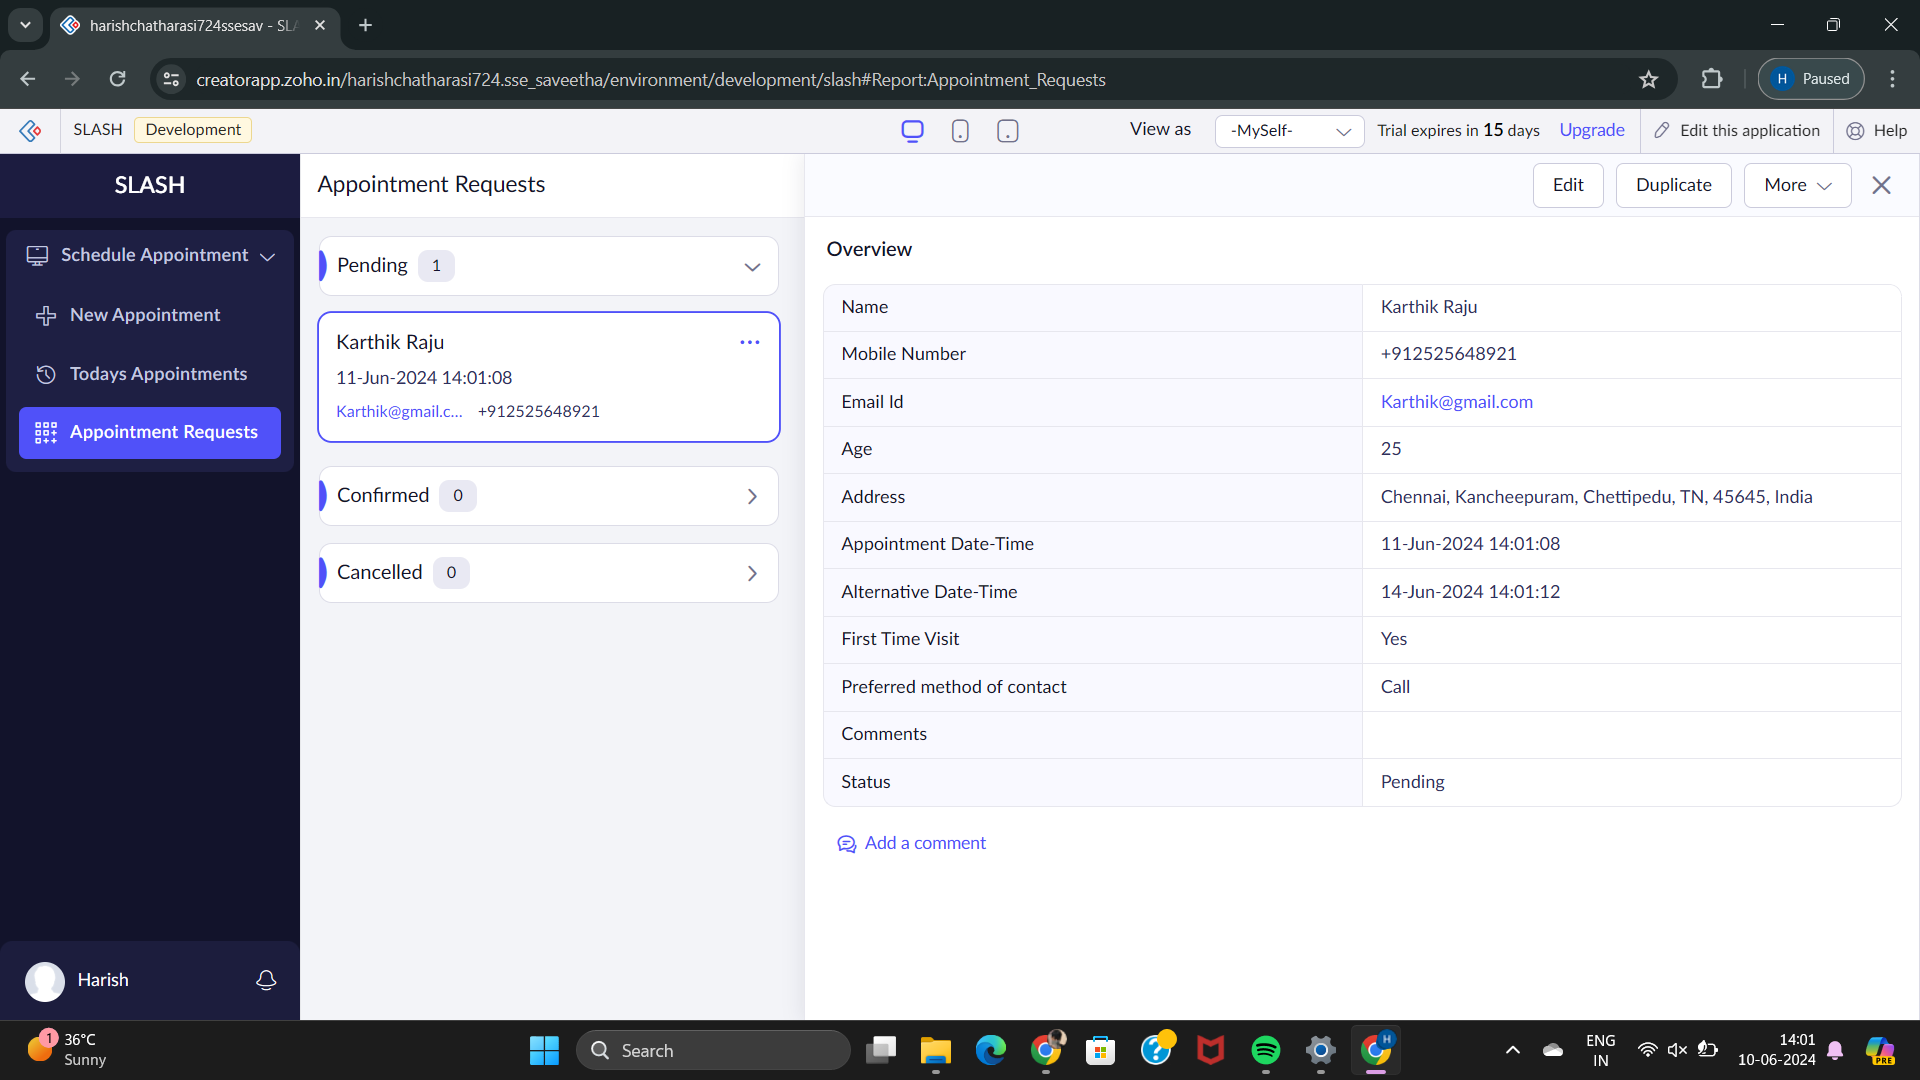 harishchatharasi724ssesav - SLA
creatorapp.zoho.in/harishchatharasi724.sse_saveetha/environment/development/slash#Report:Appointment_Requests
H Paused
SLASH Development
View as -MySelf- Trial expires in 15 days Upgrade Edit this application Help
SLASH
Schedule Appointment
New Appointment
Todays Appointments
Appointment Requests
Harish
Appointment Requests
Pending 1
Karthik Raju
11-Jun-2024 14:01:08
Karthik@gmail.c... +912525648921
Confirmed 0
Cancelled 0
Edit Duplicate More
Overview
Name Karthik Raju
Mobile Number +912525648921
Email Id Karthik@gmail.com
Age 25
Address Chennai, Kancheepuram, Chettipedu, TN, 45645, India
Appointment Date-Time 11-Jun-2024 14:01:08
Alternative Date-Time 14-Jun-2024 14:01:12
First Time Visit Yes
Preferred method of contact Call
Comments
Status Pending
Add a comment
1 36°C
Sunny
Search
H
ENG
IN
14:01
10-06-2024
PRE